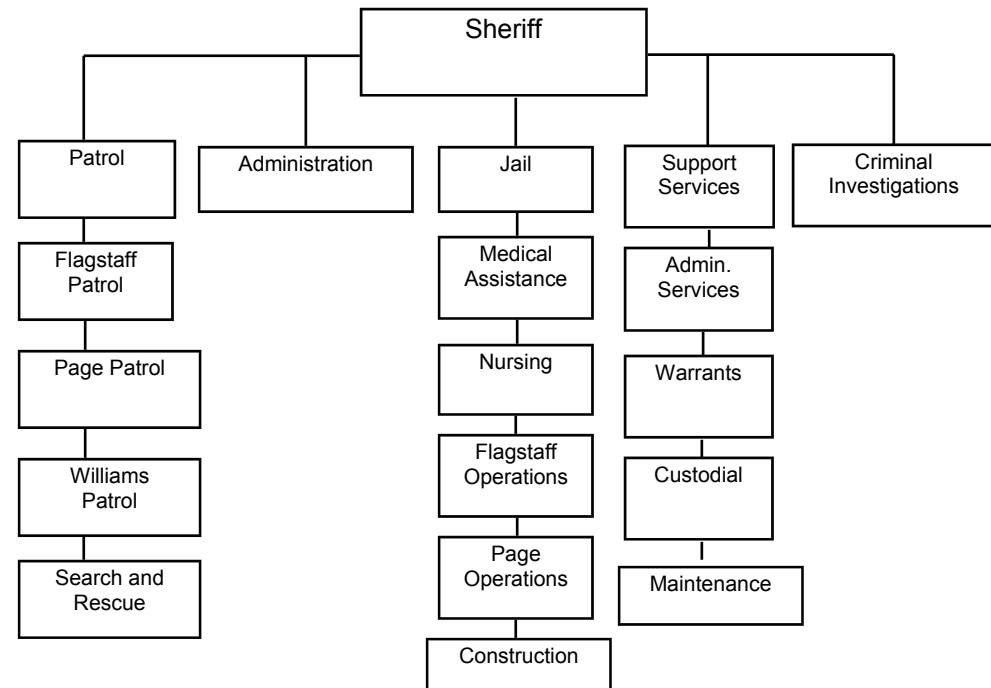 Sheriff
Patrol
Administration
Jail
Support
Services
Criminal
Investigations
Flagstaff
Patrol
Medical
Assistance
Admin.
Services
Page Patrol
Nursing
Warrants
Williams
Patrol
Flagstaff
Operations
Custodial
Search and
Rescue
Page
Operations
Maintenance
Construction